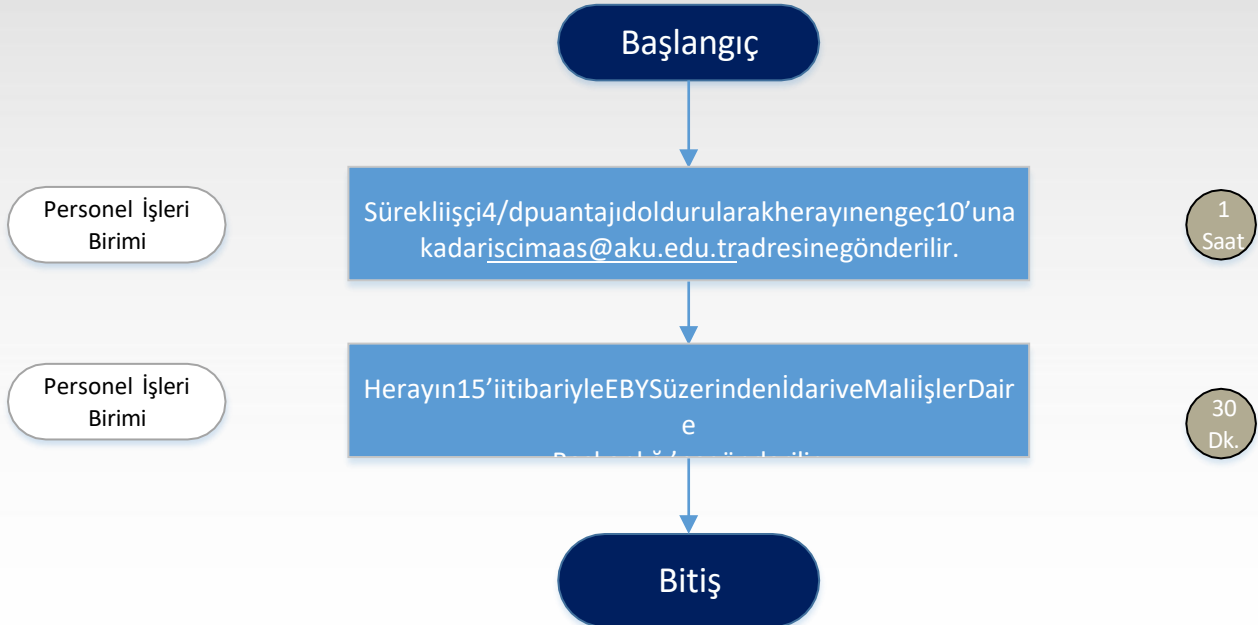 Başlangıç
Personel İşleri
Birimi
Sürekliişçi4/dpuantajıdoldurularakherayınengeç10’una
kadariscimaas@aku.edu.tradresinegönderilir.
1
Saat
Personel İşleri
Birimi
Herayın15’iitibariyleEBYSüzerindenİdariveMaliİşlerDair
e
30
Dk.
Bitiş